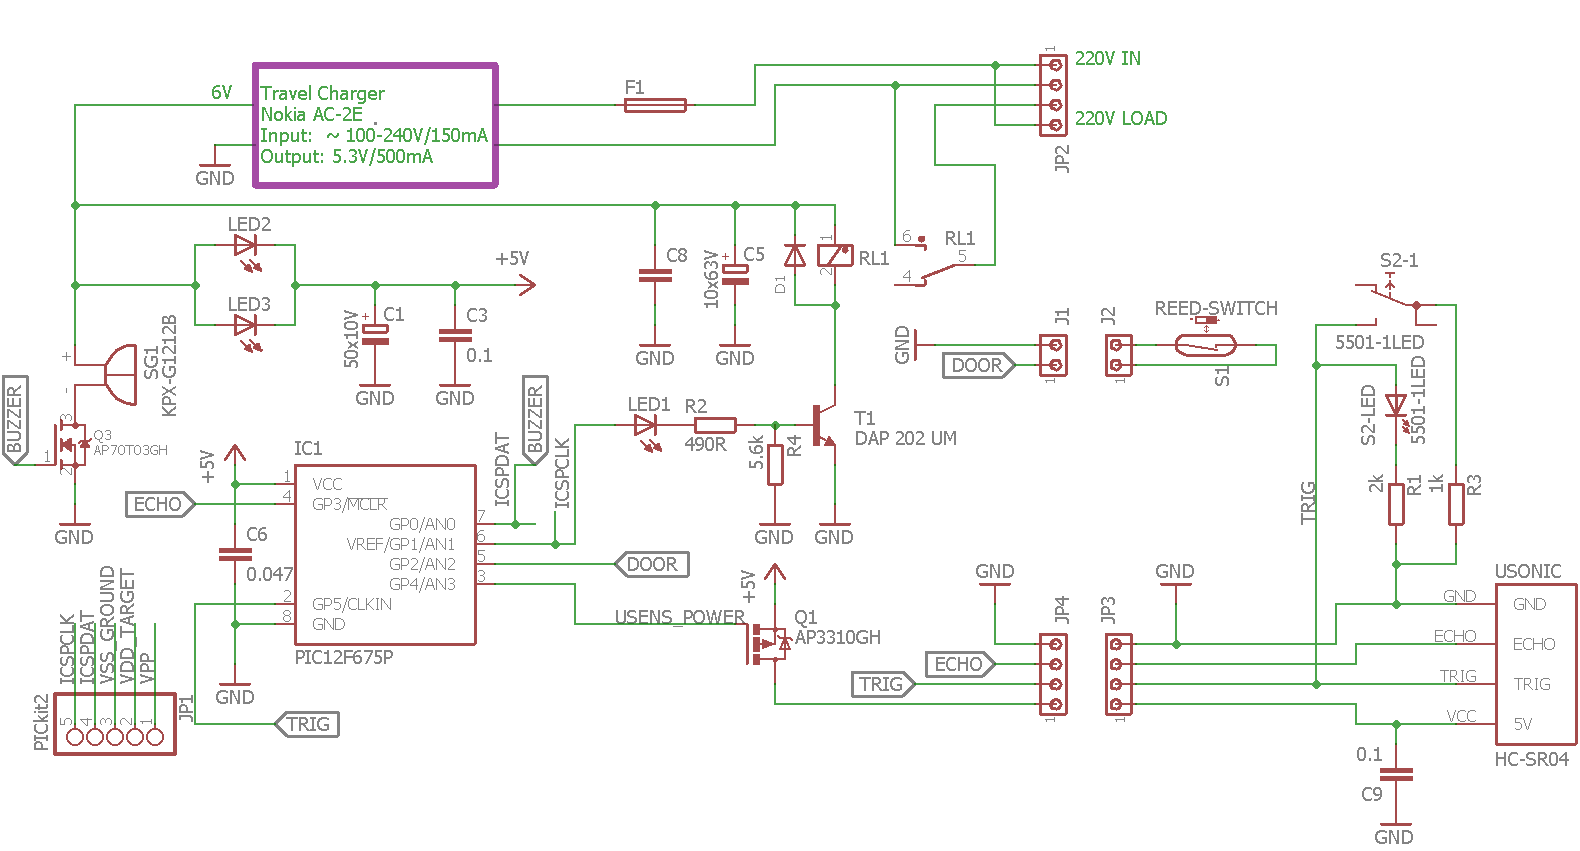 1
220V IN
6V
Travel Charger
Nokia AC-2E
Input: ~ 100-240V/150mA
Output: 5.3V/500mA
F1
220V LOAD
JP2
GND
LED2
LED3
+5V
C8
10x63V
+
C5
D1
1
2
RL1
6
RL1
5
4
S2-1
5501-1LED
50x10V
+
C1
C3
0.1
GND
GND
GND
GND
GND
DOOR
J1
1
J2
1
REED-SWITCH
S1
+
-
SG1
KPX-G1212B
BUZZER
3
Q3
AP70T03GH
1
2
GND
LED1
R2
490R
5.6k
R4
T1
DAP 202 UM
GND
GND
S2-LED
5501-1LED
2k
R1
1k
R3
TRIG
+5V
IC1
ICSPDAT
BUZZER
ICSPCLK
1
VCC
ECHO
4
GP3/MCLR
GP0/AN0
7
VREF/GP1/AN1
6
GP2/AN2
5
DOOR
GP4/AN3
3
2
GP5/CLKIN
8
GND
PIC12F675P
C6
0.047
GND
ICSPCLK
ICSPDAT
VSS_GROUND
VDD_TARGET
VPP
PICkit2
5
4
3
2
1
JP1
TRIG
+5V
USENS_POWER
Q1
AP3310GH
GND
JP4
ECHO
TRIG
1
GND
JP3
1
USONIC
GND
GND
ECHO
ECHO
TRIG
TRIG
VCC
5V
HC-SR04
0.1
C9
GND